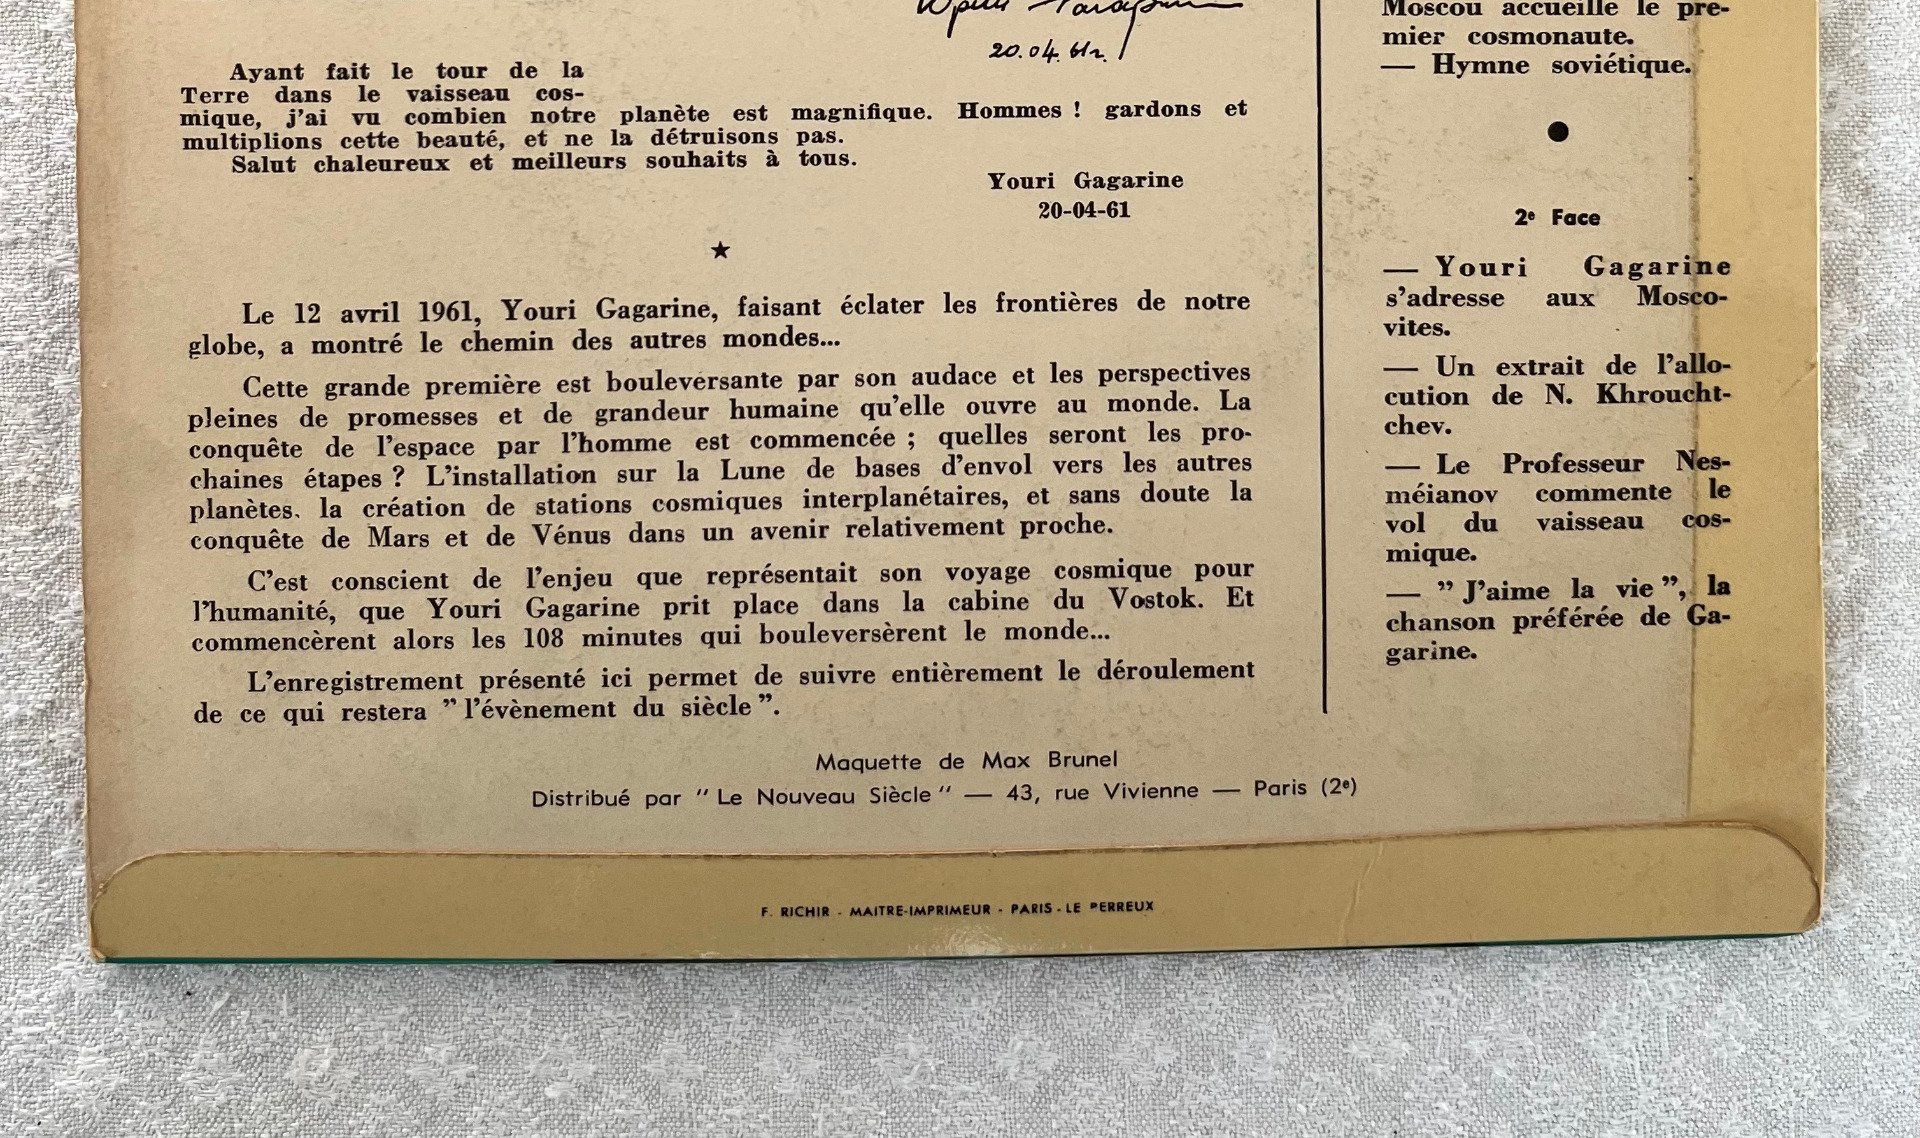 Юрий Гагарин
20.04.61г.
Ayant fait le tour de la
Terre dans le vaisseau cos-
mique, j'ai vu combien notre planète est magnifique. Hommes ! gardons et
multiplions cette beauté, et ne la détruisons pas.
Salut chaleureux et meilleurs souhaits à tous.
Youri Gagarine
20-04-61
★
Le 12 avril 1961, Youri Gagarine, faisant éclater les frontières de notre
globe, a montré le chemin des autres mondes...
Cette grande première est bouleversante par son audace et les perspectives
pleines de promesses et de grandeur humaine qu'elle ouvre au monde. La
conquête de l'espace par l'homme est commencée ; quelles seront les pro-
chaines étapes ? L'installation sur la Lune de bases d'envol vers les autres
planètes. la création de stations cosmiques interplanétaires, et sans doute la
conquête de Mars et de Vénus dans un avenir relativement proche.
C'est conscient de l'enjeu que représentait son voyage cosmique pour
l'humanité, que Youri Gagarine prit place dans la cabine du Vostok. Et
commencèrent alors les 108 minutes qui bouleversèrent le monde...
L'enregistrement présenté ici permet de suivre entièrement le déroulement
de ce qui restera " l'évènement du siècle ".
Moscou accueille le pre-
mier cosmonaute.
— Hymne soviétique.
●
2e Face
— Youri Gagarine
s'adresse aux Mosco-
vites.
— Un extrait de l'allo-
cution de N. Khroucht-
chev.
— Le Professeur Nes-
méianov commente le
vol du vaisseau cos-
mique.
— " J'aime la vie ", la
chanson préférée de Ga-
garine.
Maquette de Max Brunel
Distribué par " Le Nouveau Siècle " — 43, rue Vivienne — Paris (2e)
F. RICHIR - MAITRE-IMPRIMEUR - PARIS - LE PERREUX